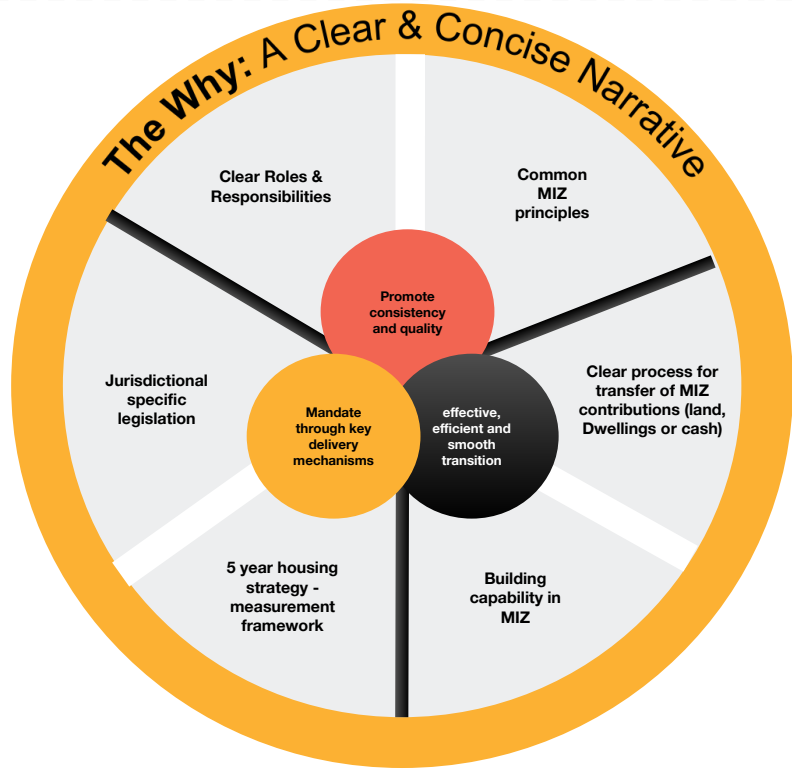 The Why: A Clear & Concise Narrative
Clear Roles &
Responsibilities
Common
MIZ
principles
Promote
consistency
and quality
Jurisdictional
specific
legislation
Clear process for
transfer of MIZ
contributions (land,
Dwellings or cash)
Mandate
through key
delivery
mechanisms
effective,
efficient and
smooth
transition
5 year housing
strategy -
measurement
framework
Building
capability in
MIZ